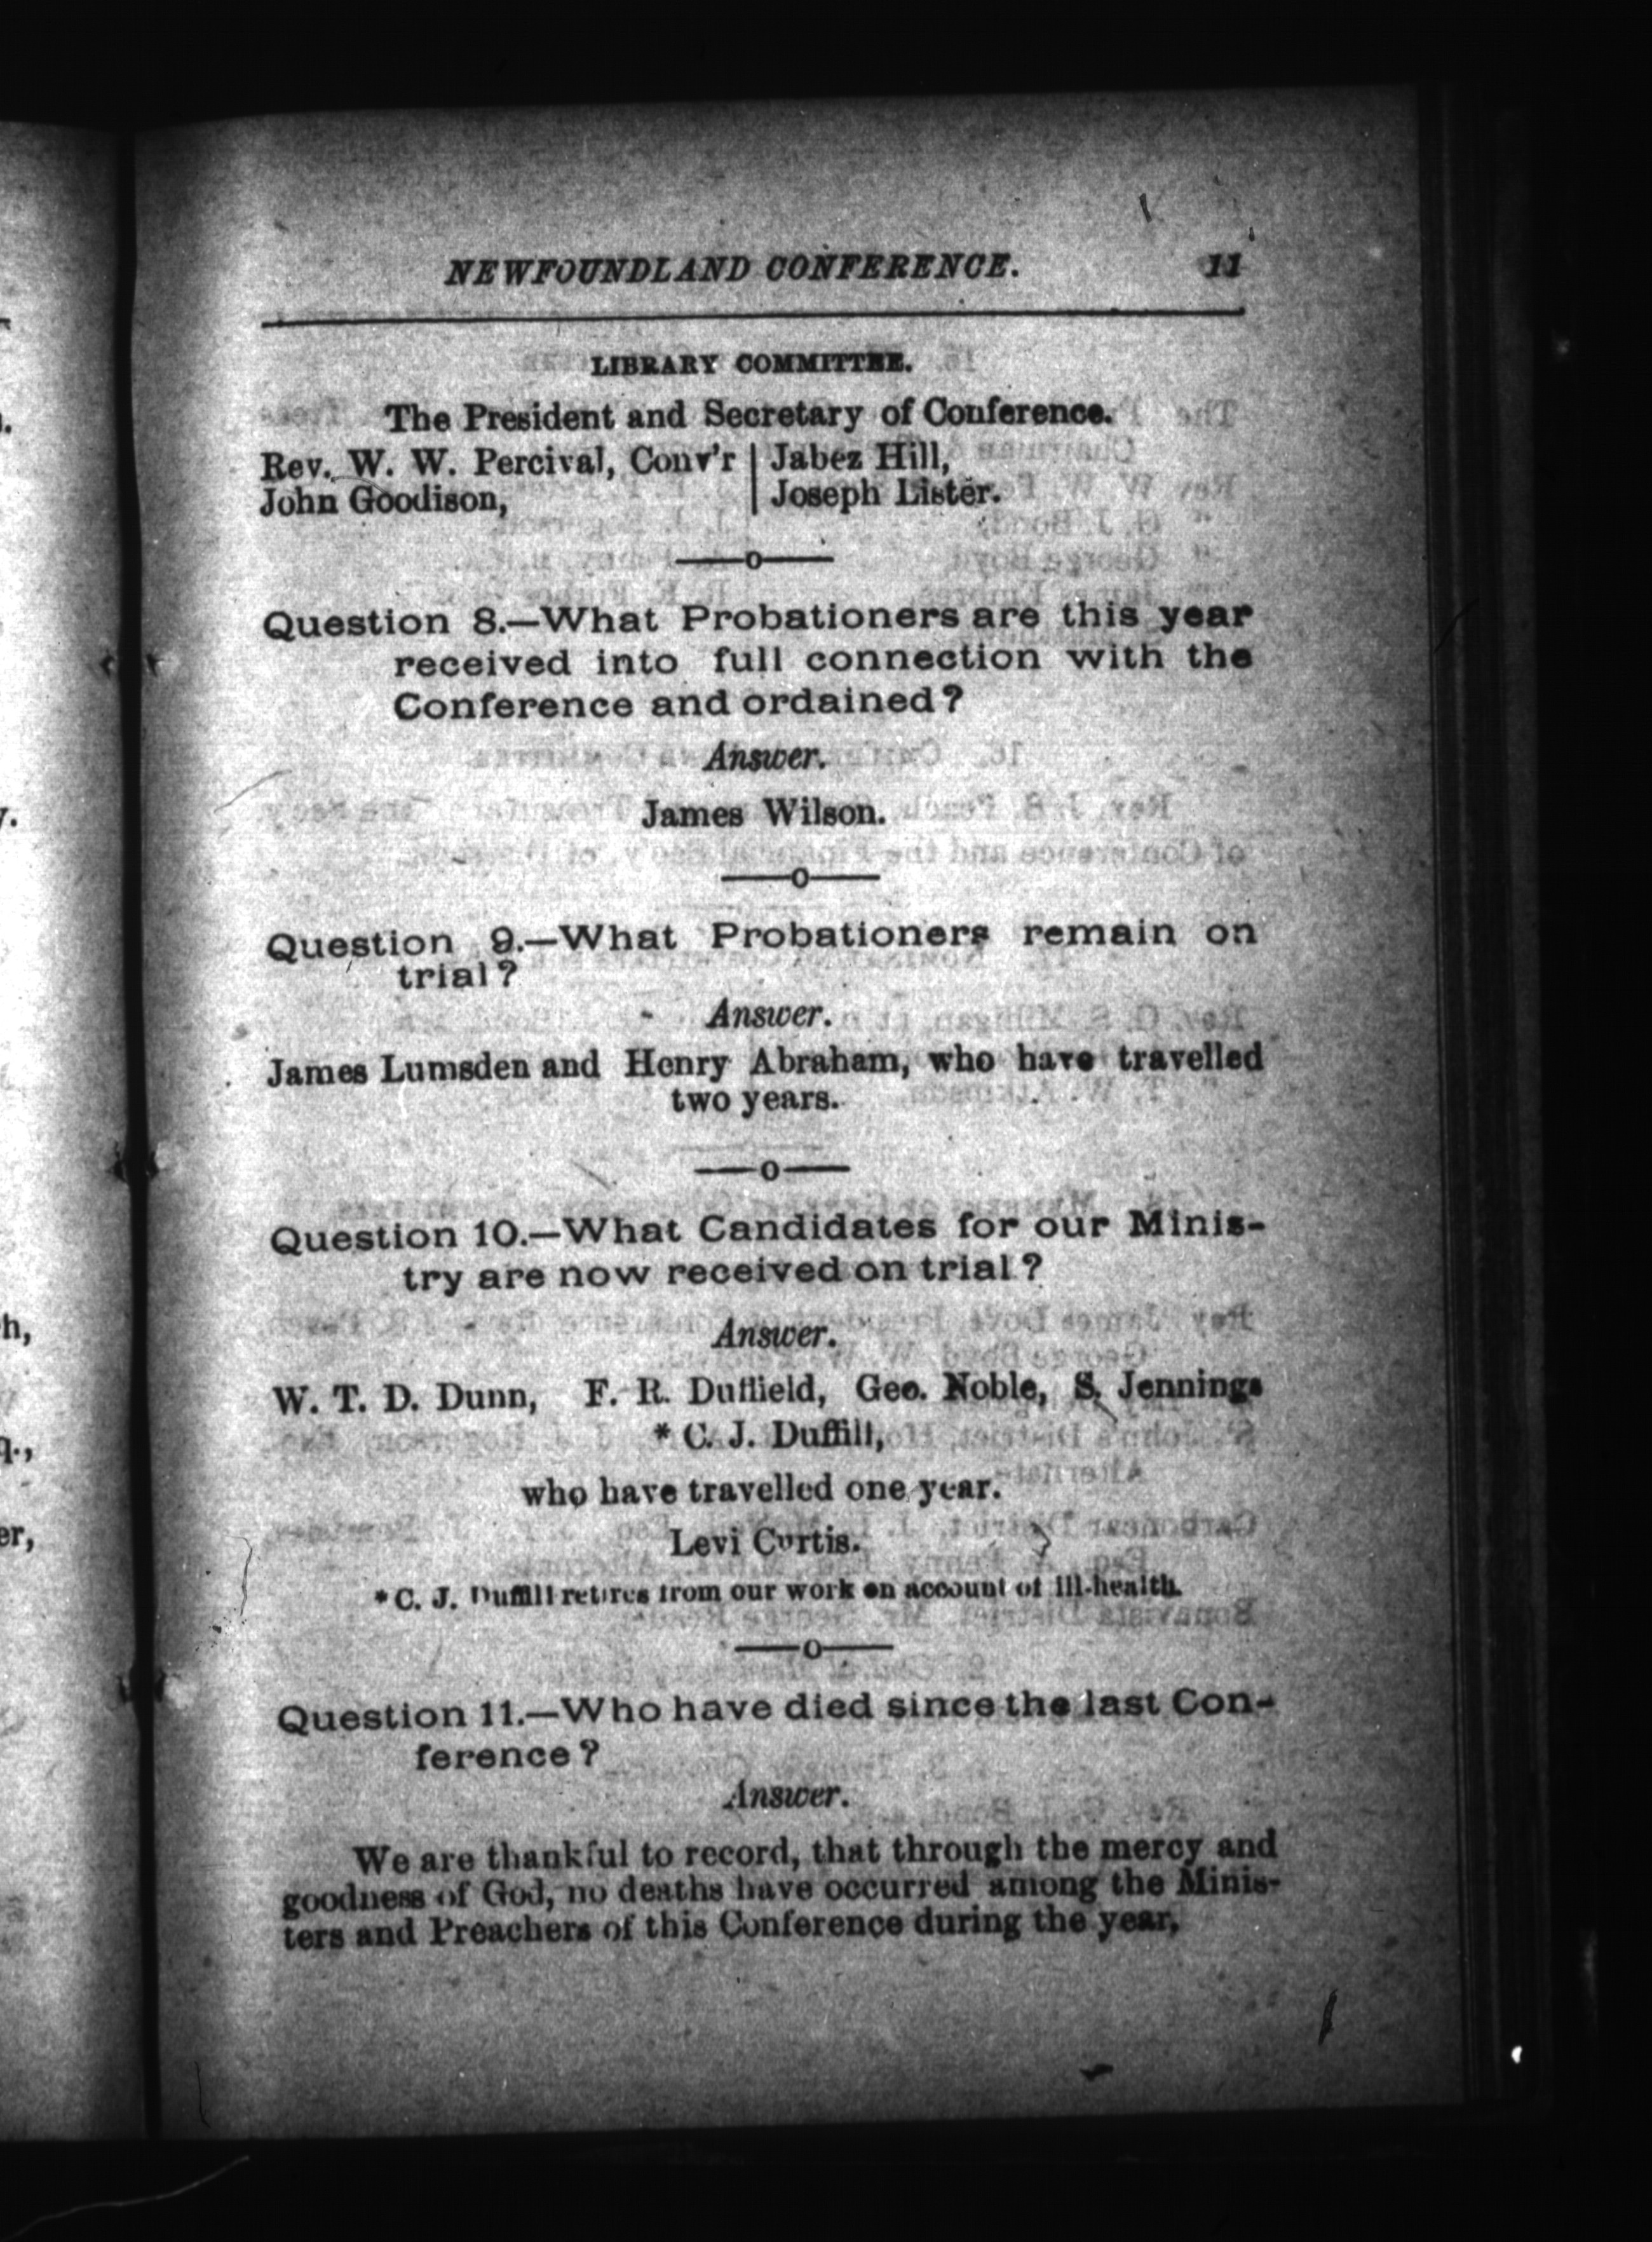 NEWFOUNDLAND CONFERENCE. 11
LIBRARY COMMITTEE.
The President and Secretary of Conference.
Rev. W. W. Percival, Conv'r | Jabez Hill,
John Goodison, | Joseph Lister.
——o——
Question 8.—What Probationers are this year
received into full connection with the
Conference and ordained?
Answer.
James Wilson.
——o——
Question 9.—What Probationers remain on
trial?
Answer.
James Lumsden and Henry Abraham, who have travelled
two years.
——o——
Question 10.—What Candidates for our Minis-
try are now received on trial?
Answer.
W. T. D. Dunn, F. R. Duffield, Geo. Noble, S. Jennings
* C. J. Duffill,
who have travelled one year.
Levi Curtis.
* C. J. Duffill retires from our work on account of ill-health.
——o——
Question 11.—Who have died since the last Con-
ference?
Answer.
We are thankful to record, that through the mercy and
goodness of God, no deaths have occurred among the Minis-
ters and Preachers of this Conference during the year,